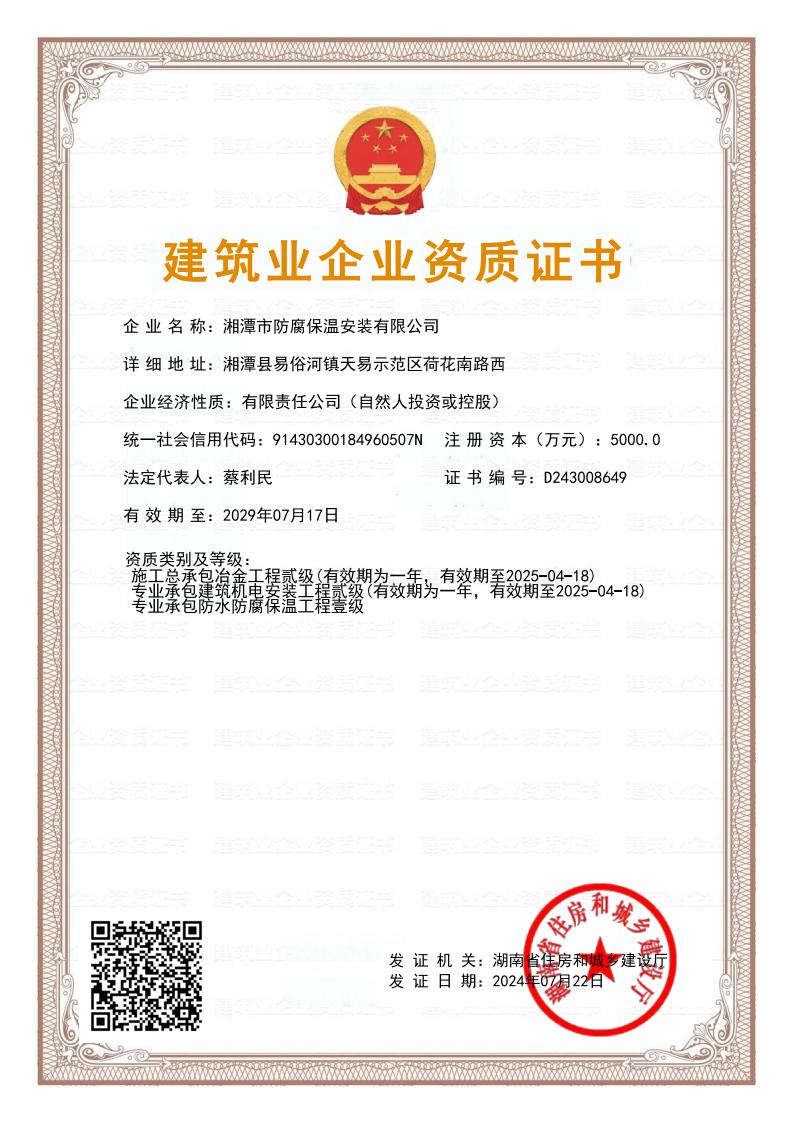 建筑业企业资质证书
企 业 名 称：湘潭市防腐保温安装有限公司
详 细 地 址：湘潭县易俗河镇天易示范区荷花南路西
企业经济性质：有限责任公司（自然人投资或控股）
统一社会信用代码：91430300184960507N 注 册 资 本（万元）：5000.0
法定代表人：蔡利民 证 书 编 号：D243008649
有 效 期 至：2029年07月17日
资质类别及等级：
施工总承包冶金工程贰级(有效期为一年，有效期至2025-04-18)
专业承包建筑机电安装工程贰级(有效期为一年，有效期至2025-04-18)
专业承包防水防腐保温工程壹级
发 证 机 关：湖南省住房和城乡建设厅
发 证 日 期：2024年07月22日
湖南省住房和城乡建设厅